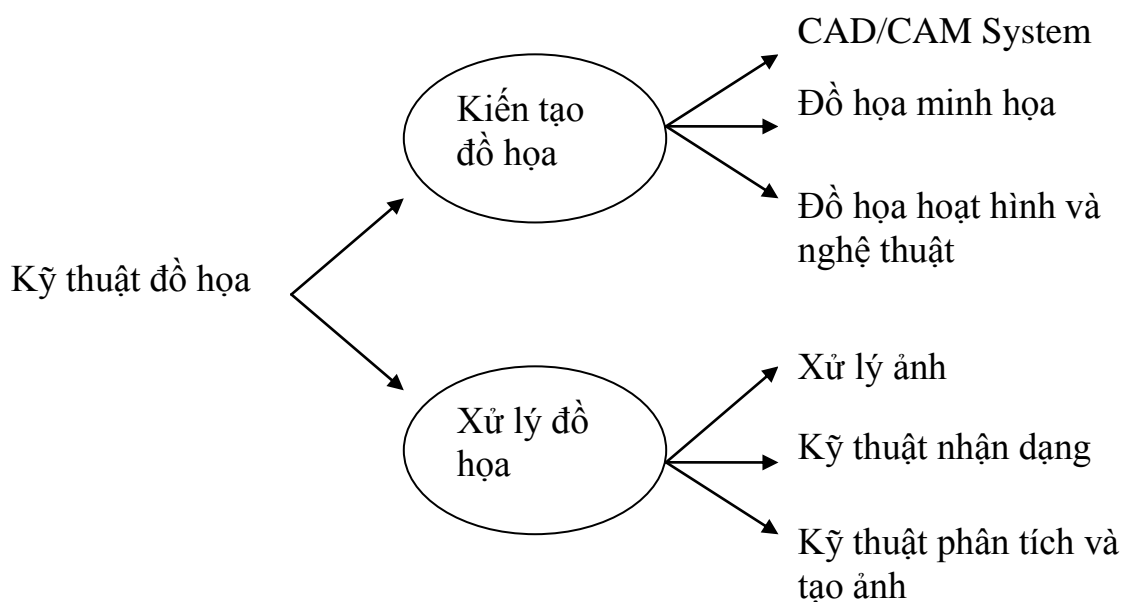 CAD/CAM System
Kiến tạo
đồ họa
Đồ họa minh họa
Đồ họa hoạt hình và
nghệ thuật
Kỹ thuật đồ họa
Xử lý đồ
họa
Xử lý ảnh
Kỹ thuật nhận dạng
Kỹ thuật phân tích và
tạo ảnh